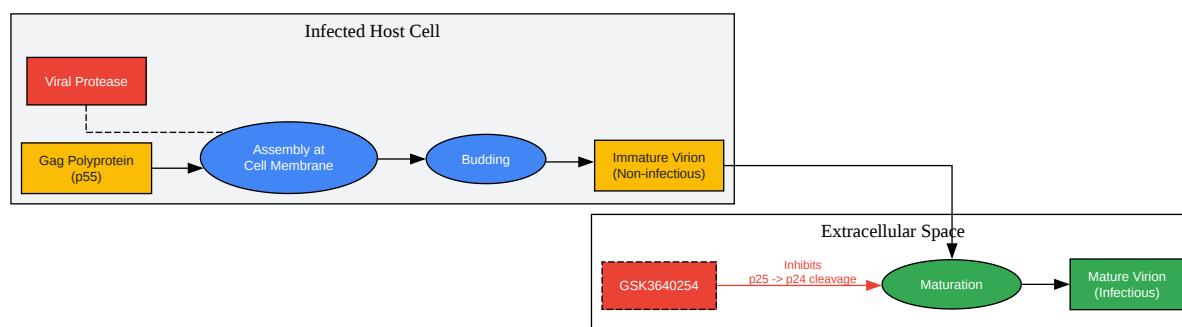 Infected Host Cell
Viral Protease
Gag Polyprotein
(p55)
Assembly at
Cell Membrane
Budding
Immature Virion
(Non-infectious)
Extracellular Space
GSK3640254
Inhibits
p25 -> p24 cleavage
Maturation
Mature Virion
(Infectious)